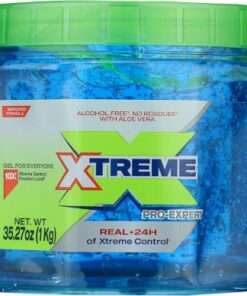 IMPROVED
FORMULA
ALCOHOL FREE*, NO RESIDUES*
WITH ALOE VERA
GEL FOR EVERYONE
10X
XTREME
PRO-EXPERT
NET. WT
35.27oz (1Kg)
REAL+24H
of Xtreme Control